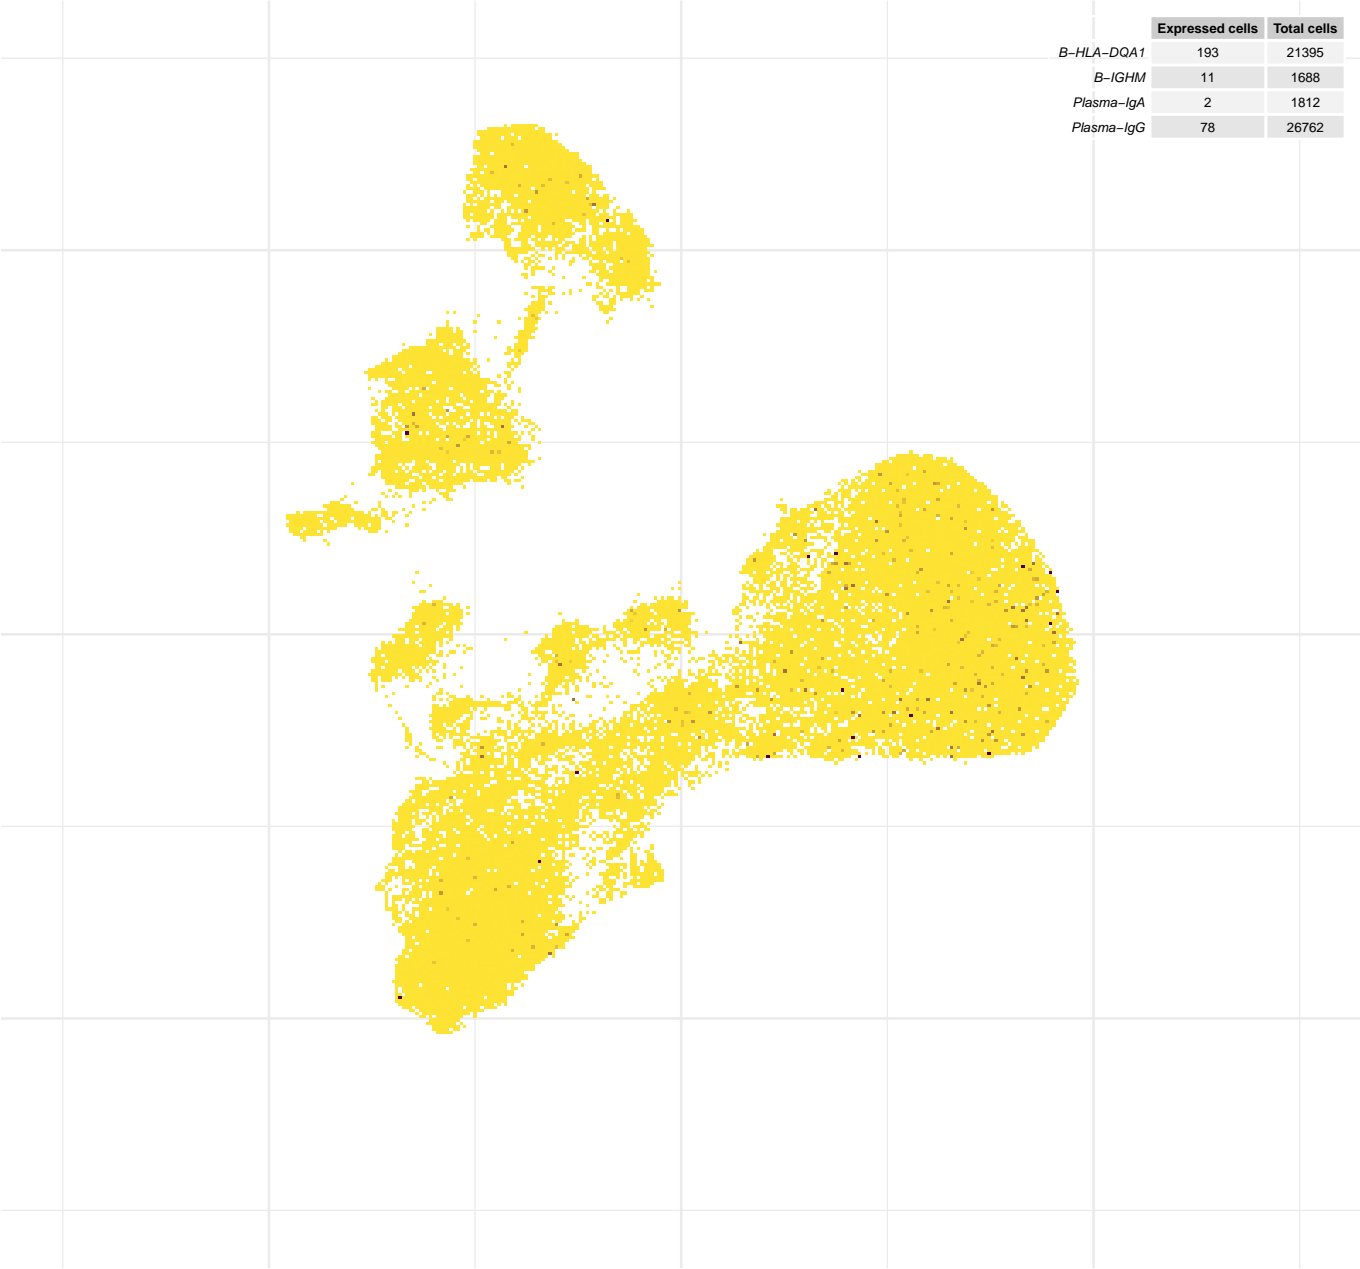 Expressed cells Total cells
B−HLA−DQA1 193 21395
B−IGHM 11 1688
Plasma−IgA 2 1812
Plasma−IgG 78 26762